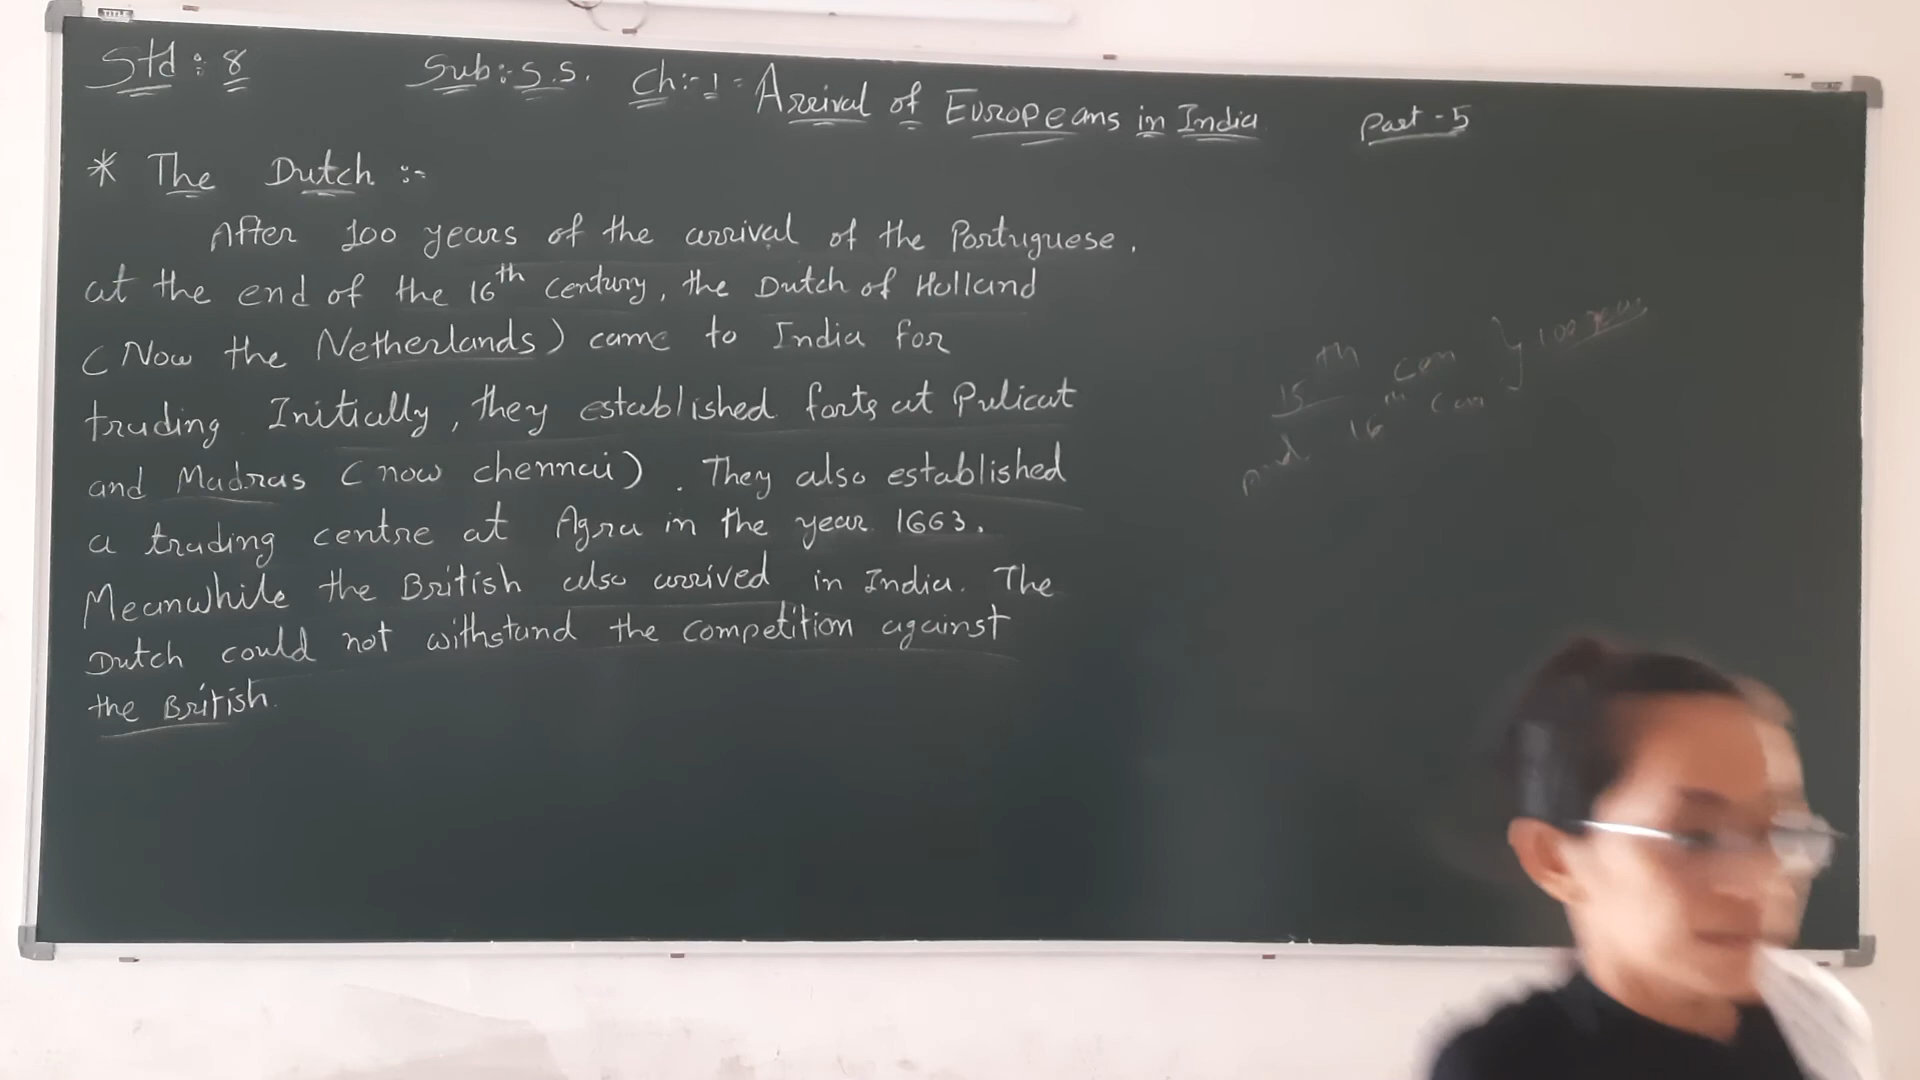 Std : 8 Sub :- S.S. Ch :- 1 : Arrival of Europeans in India Part - 5
* The Dutch :-
After 100 years of the arrival of the Portuguese,
at the end of the 16th century, the Dutch of Holland
(Now the Netherlands) came to India for
trading. Initially, they established forts at Pulicat
and Madras (now chennai). They also established
a trading centre at Agra in the year 1663.
Meanwhile the British also arrived in India. The
Dutch could not withstand the competition against
the British.
15th cen } 100 years
16th cen